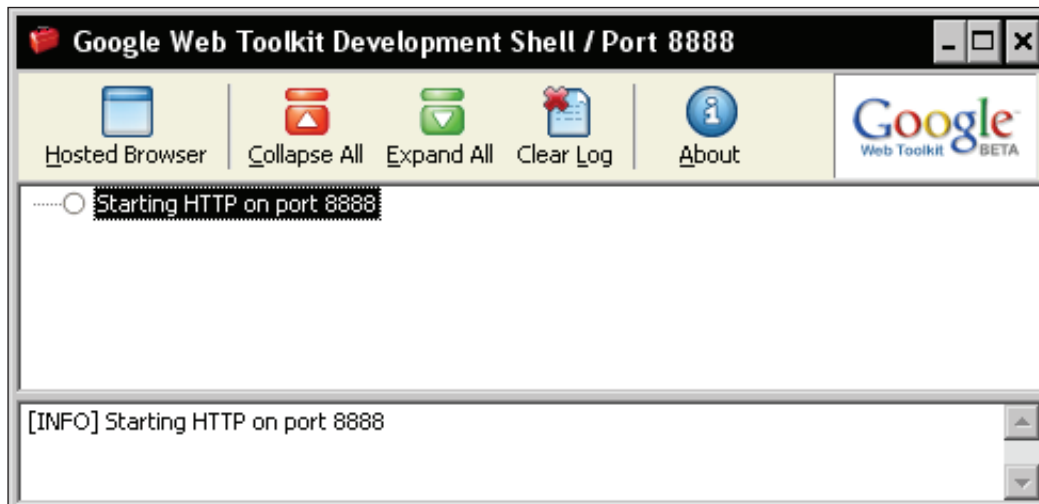 Google Web Toolkit Development Shell / Port 8888
Hosted Browser Collapse All Expand All Clear Log About
Google
Web Toolkit BETA
Starting HTTP on port 8888
[INFO] Starting HTTP on port 8888